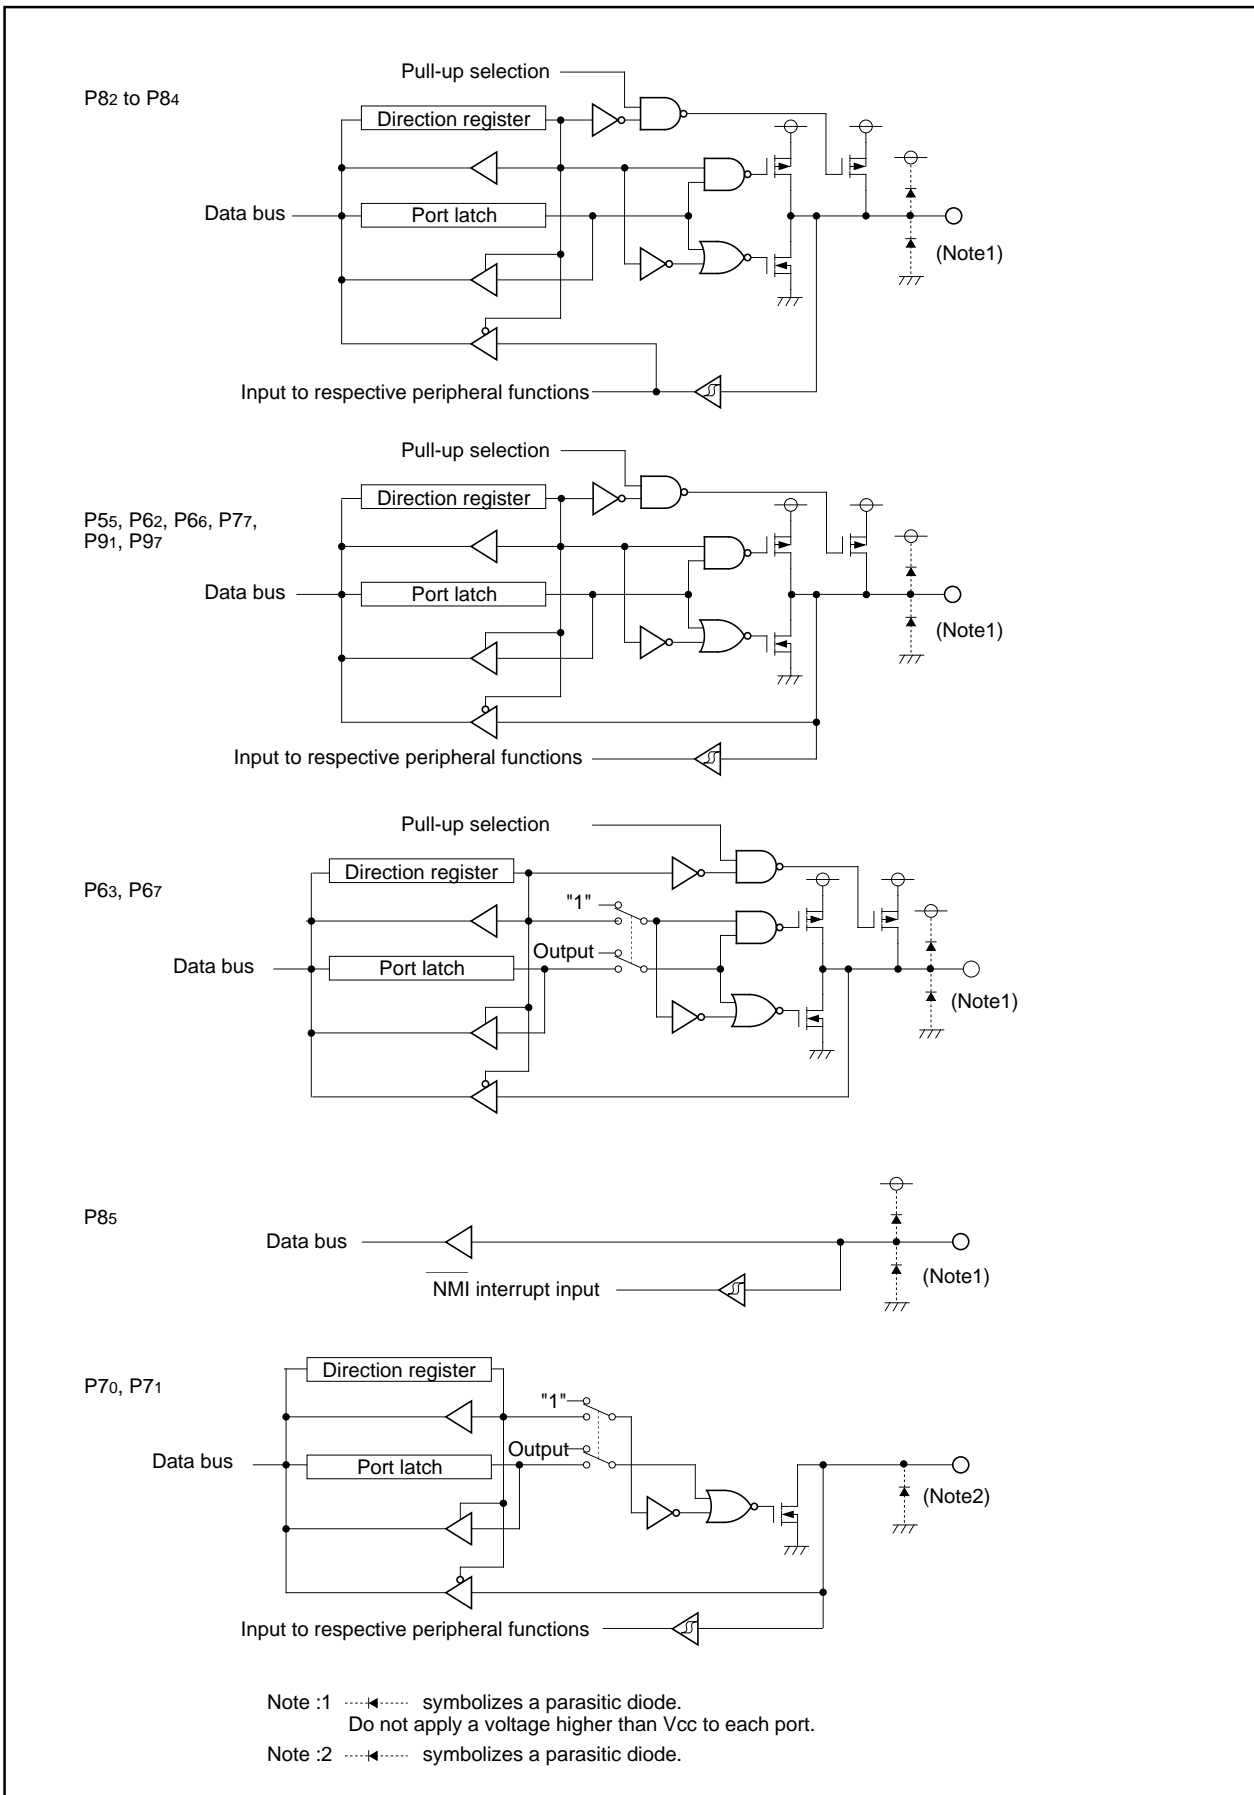 Pull-up selection
P82 to P84
Direction register
Data bus
Port latch
(Note1)
Input to respective peripheral functions
Pull-up selection
Direction register
P55, P62, P66, P77,
P91, P97
Data bus
Port latch
(Note1)
Input to respective peripheral functions
Pull-up selection
Direction register
P63, P67
"1"
Output
Data bus
Port latch
(Note1)
P85
Data bus
(Note1)
NMI interrupt input
Direction register
P70, P71
"1"
Output
Data bus
Port latch
(Note2)
Input to respective peripheral functions
Note :1 symbolizes a parasitic diode.
Do not apply a voltage higher than Vcc to each port.
Note :2 symbolizes a parasitic diode.